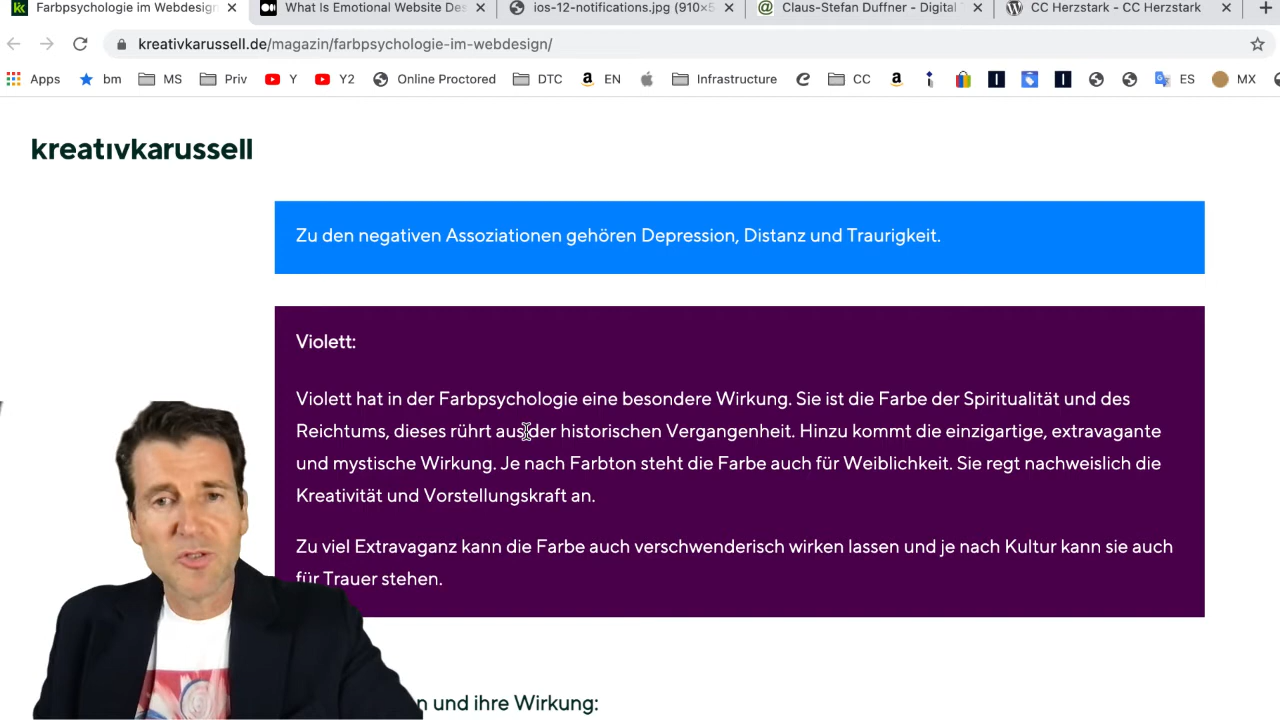 Farbpsychologie im Webdesign
What Is Emotional Website Des
ios-12-notifications.jpg (910×5
Claus-Stefan Duffner - Digital
CC Herzstark - CC Herzstark
kreativkarussell.de/magazin/farbpsychologie-im-webdesign/
Apps bm MS Priv Y Y2 Online Proctored DTC EN Infrastructure CC ES MX
kreativkarussell
Zu den negativen Assoziationen gehören Depression, Distanz und Traurigkeit.
Violett:
Violett hat in der Farbpsychologie eine besondere Wirkung. Sie ist die Farbe der Spiritualität und des
Reichtums, dieses rührt aus der historischen Vergangenheit. Hinzu kommt die einzigartige, extravagante
und mystische Wirkung. Je nach Farbton steht die Farbe auch für Weiblichkeit. Sie regt nachweislich die
Kreativität und Vorstellungskraft an.
Zu viel Extravaganz kann die Farbe auch verschwenderisch wirken lassen und je nach Kultur kann sie auch
für Trauer stehen.
n und ihre Wirkung: